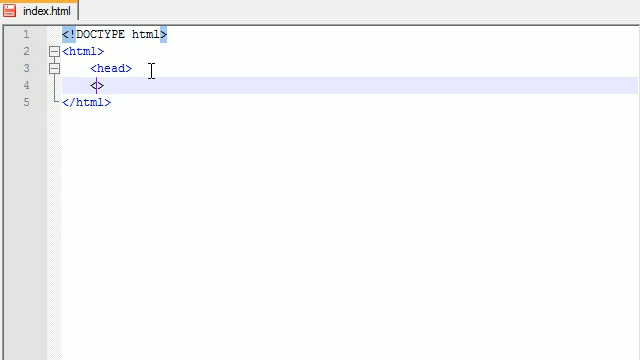 index.html
1 <!DOCTYPE html>
2 <html>
3 <head>
4 <>
5 </html>